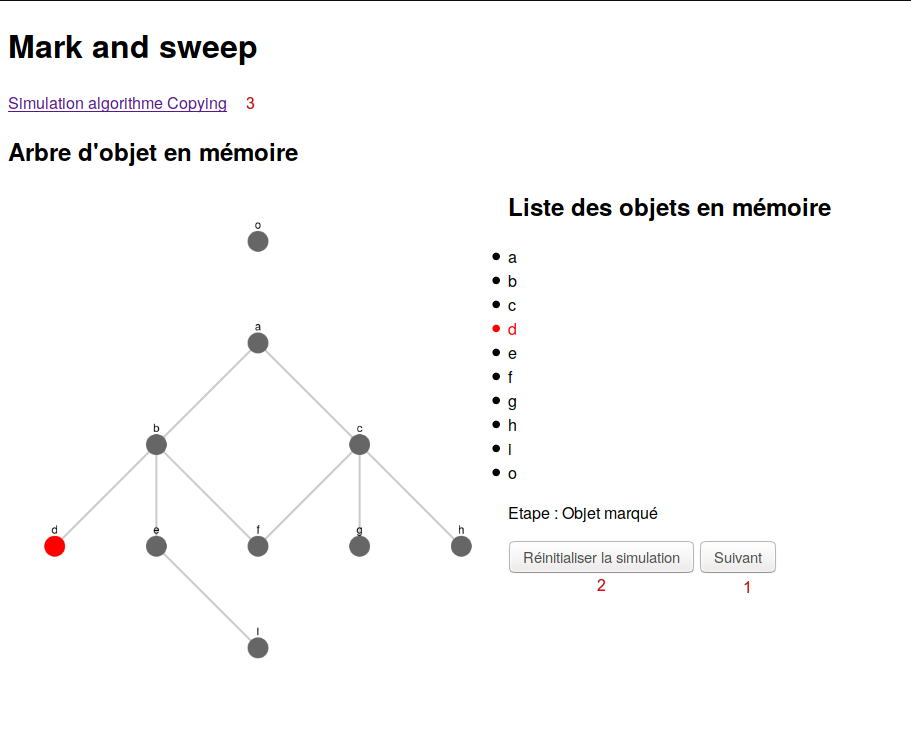 Mark and sweep
Simulation algorithme Copying 3
Arbre d'objet en mémoire
o
a
b c
d e f g h
l
Liste des objets en mémoire
a
b
c
d
e
f
g
h
l
o
Etape : Objet marqué
Réinitialiser la simulation Suivant
2 1